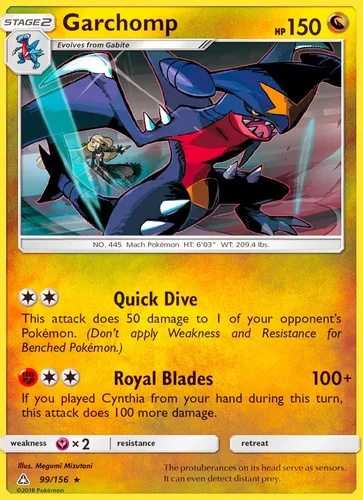 STAGE2
Garchomp
HP150
Evolves from Gabite
NO. 445 Mach Pokémon HT: 6'03" WT: 209.4 lbs.
Quick Dive
This attack does 50 damage to 1 of your opponent's
Pokémon. (Don't apply Weakness and Resistance for
Benched Pokémon.)
Royal Blades 100+
If you played Cynthia from your hand during this turn,
this attack does 100 more damage.
weakness × 2 resistance retreat
Illus. Megumi Mizutani
99/156
©2018 Pokémon
The protuberances on its head serve as sensors.
It can even detect distant prey.